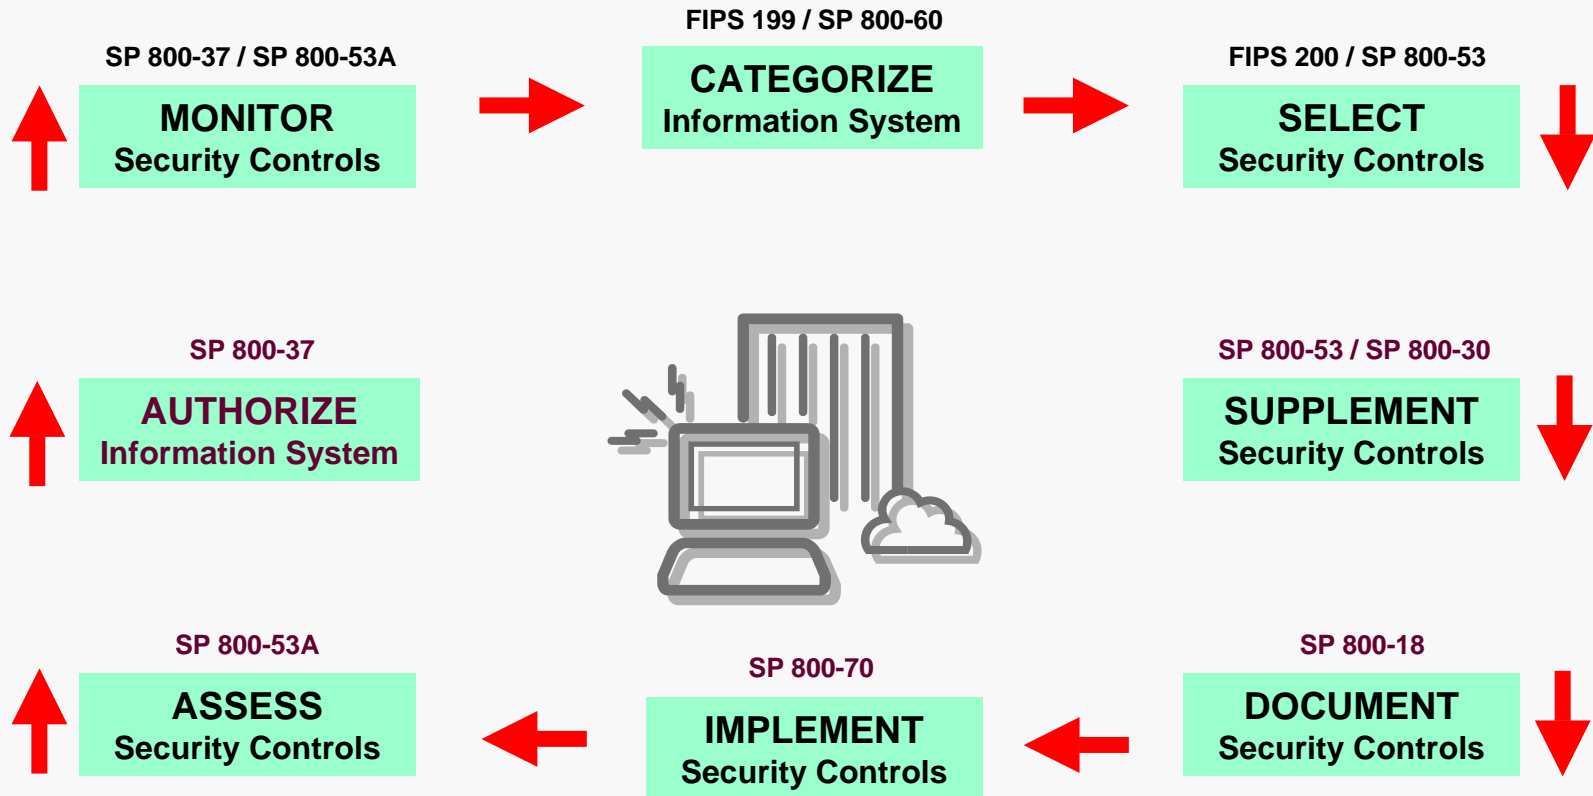 FIPS 199 / SP 800-60
CATEGORIZE
Information System
FIPS 200 / SP 800-53
SELECT
Security Controls
SP 800-53 / SP 800-30
SUPPLEMENT
Security Controls
SP 800-18
DOCUMENT
Security Controls
SP 800-70
IMPLEMENT
Security Controls
SP 800-53A
ASSESS
Security Controls
SP 800-37
AUTHORIZE
Information System
SP 800-37 / SP 800-53A
MONITOR
Security Controls